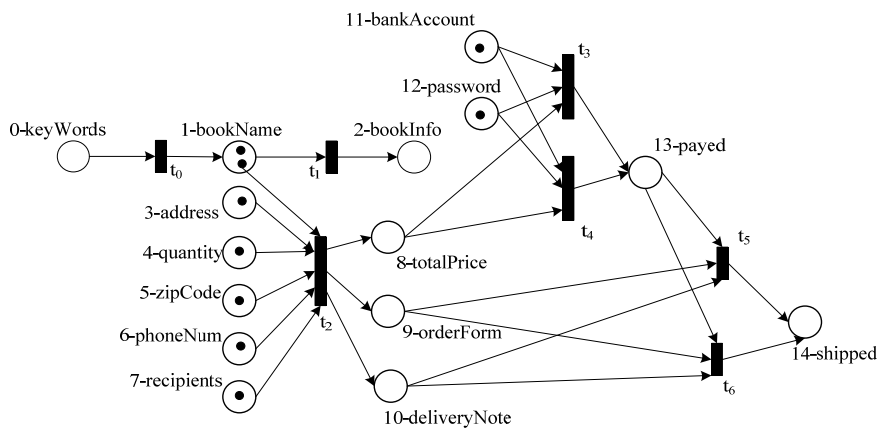 11-bankAccount
t3
12-password
0-keyWords
1-bookName
2-bookInfo
13-payed
t0
t1
3-address
t4
t5
4-quantity
8-totalPrice
5-zipCode
t2
6-phoneNum
9-orderForm
14-shipped
7-recipients
t6
10-deliveryNote